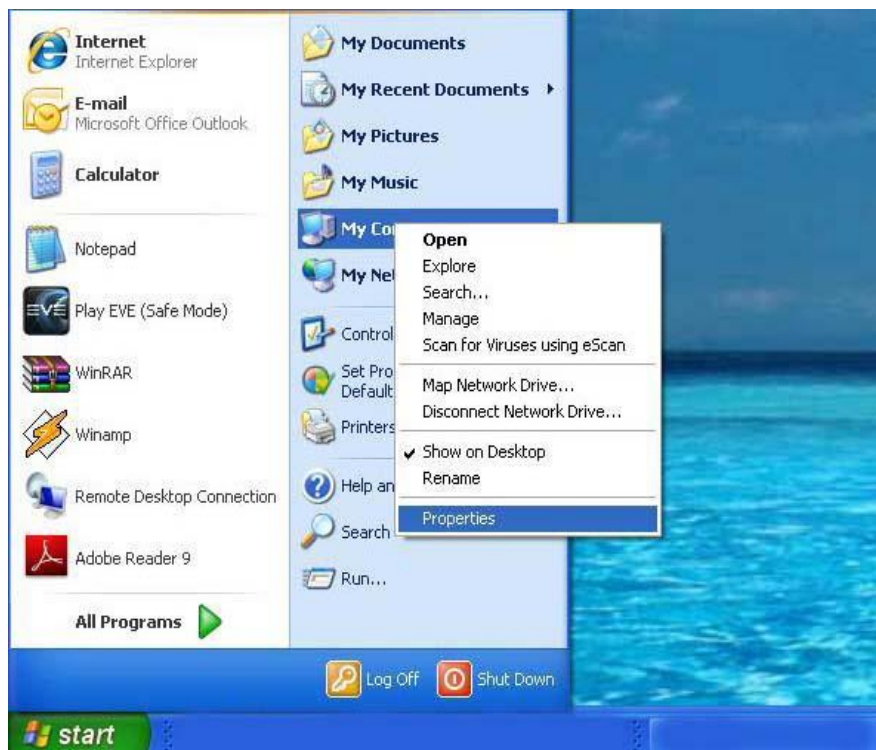 Internet
Internet Explorer
E-mail
Microsoft Office Outlook
Calculator
Notepad
EVE
Play EVE (Safe Mode)
WinRAR
Winamp
Remote Desktop Connection
Adobe Reader 9
All Programs
My Documents
My Recent Documents
My Pictures
My Music
My Co
My Net
Control
Set Pro
Default
Printers
Help an
Search
Run...
Open
Explore
Search...
Manage
Scan for Viruses using eScan
Map Network Drive...
Disconnect Network Drive...
Show on Desktop
Rename
Properties
Log Off
Shut Down
start